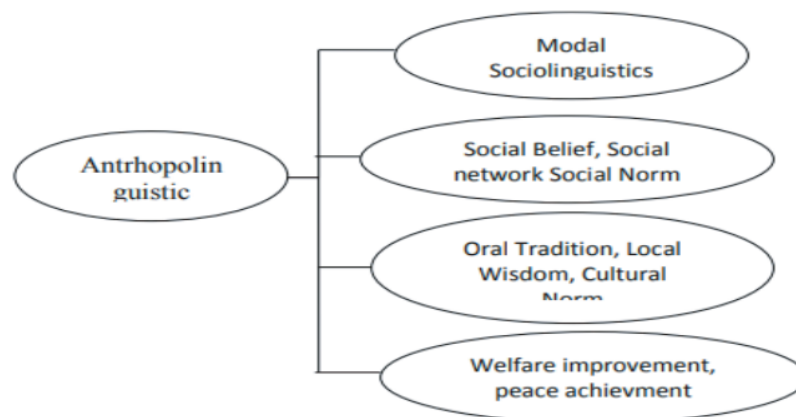 Modal
Sociolinguistics
Social Belief, Social
network Social Norm
Antrhopolin
guistic
Oral Tradition, Local
Wisdom, Cultural
Norm
Welfare improvement,
peace achievment